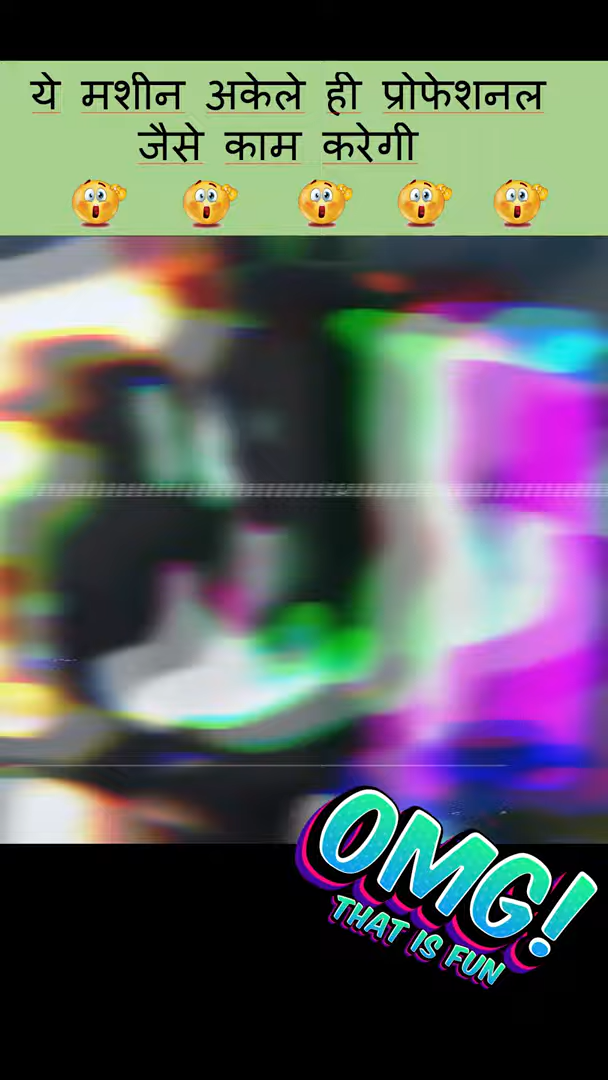 ये मशीन अकेले ही प्रोफेशनल
जैसे काम करेगी
OMG!
THAT IS FUN